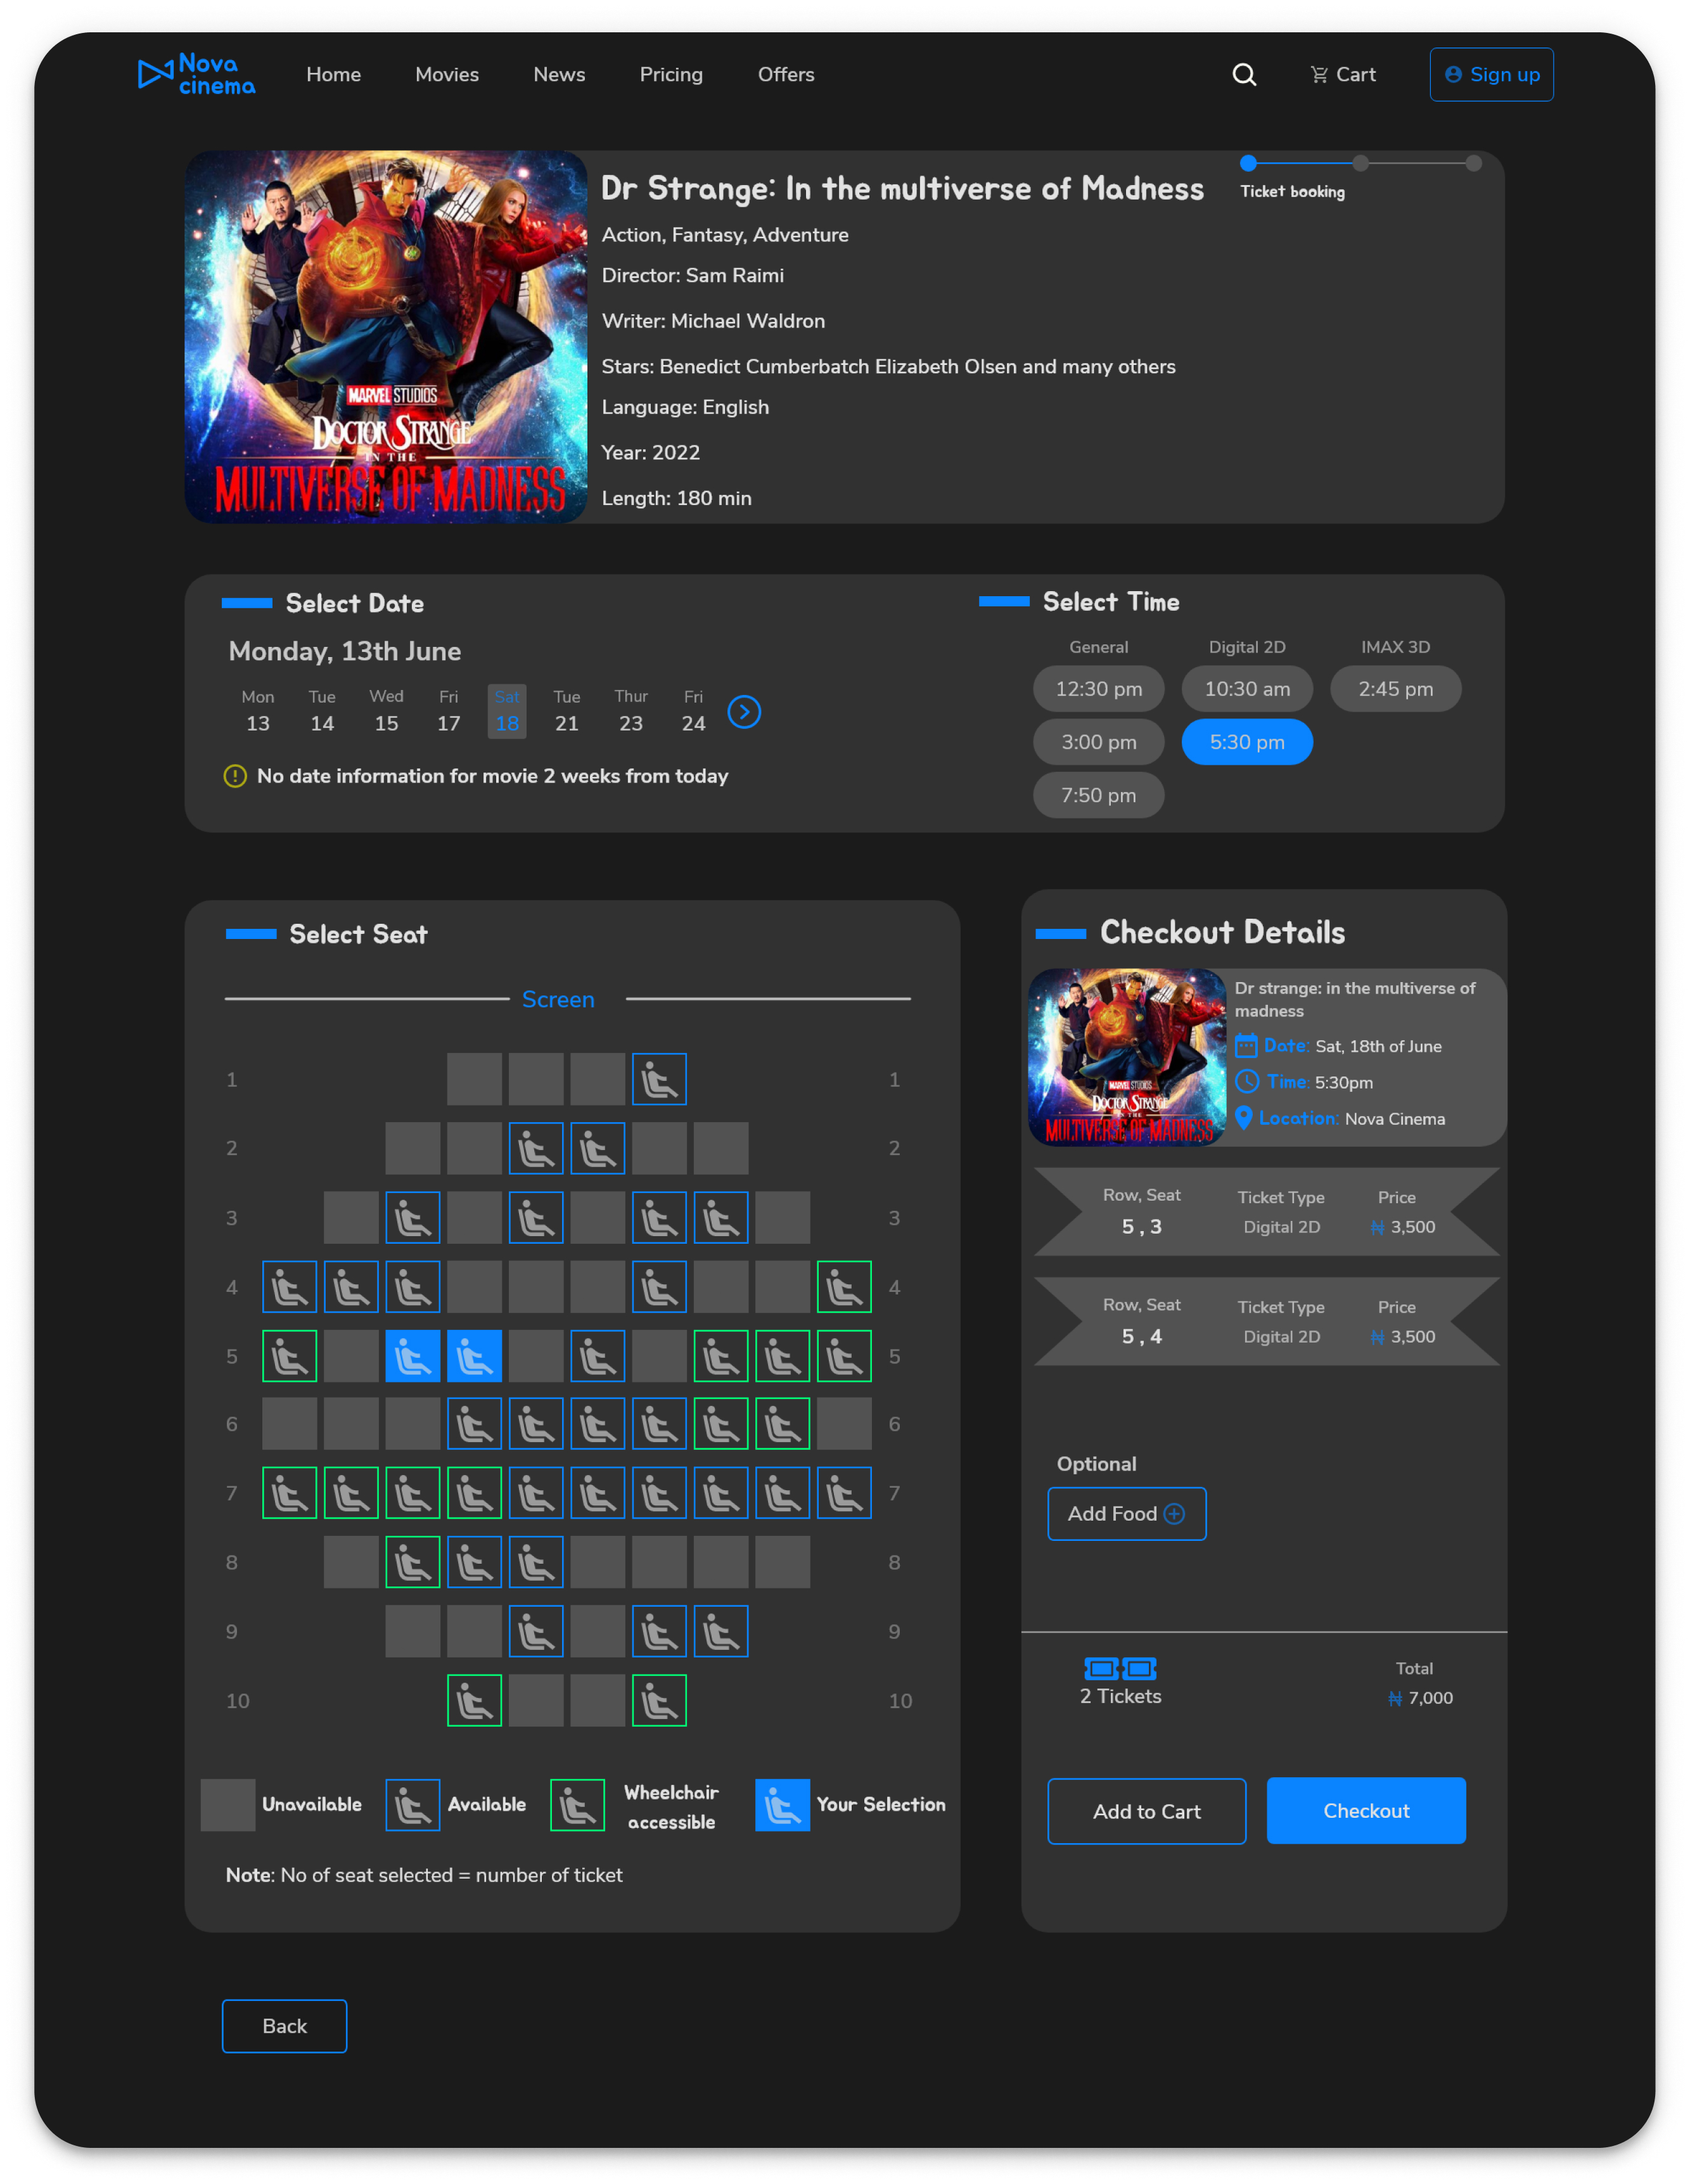 Nova
cinema
Home Movies News Pricing Offers
Cart
Sign up
Dr Strange: In the multiverse of Madness
Ticket booking
Action, Fantasy, Adventure
Director: Sam Raimi
Writer: Michael Waldron
Stars: Benedict Cumberbatch Elizabeth Olsen and many others
Language: English
Year: 2022
Length: 180 min
MARVEL STUDIOS
DOCTOR STRANGE
IN THE
MULTIVERSE OF MADNESS
Select Date
Monday, 13th June
Mon Tue Wed Fri Sat Tue Thur Fri
13 14 15 17 18 21 23 24
No date information for movie 2 weeks from today
Select Time
General Digital 2D IMAX 3D
12:30 pm 10:30 am 2:45 pm
3:00 pm 5:30 pm
7:50 pm
Select Seat
Screen
1 1
2 2
3 3
4 4
5 5
6 6
7 7
8 8
9 9
10 10
Unavailable
Available
Wheelchair
accessible
Your Selection
Note: No of seat selected = number of ticket
Checkout Details
MARVEL STUDIOS
DOCTOR STRANGE
IN THE
MULTIVERSE OF MADNESS
Dr strange: in the multiverse of
madness
Date: Sat, 18th of June
Time: 5:30pm
Location: Nova Cinema
Row, Seat Ticket Type Price
5 , 3 Digital 2D ₦ 3,500
Row, Seat Ticket Type Price
5 , 4 Digital 2D ₦ 3,500
Optional
Add Food
2 Tickets
Total
₦ 7,000
Add to Cart
Checkout
Back